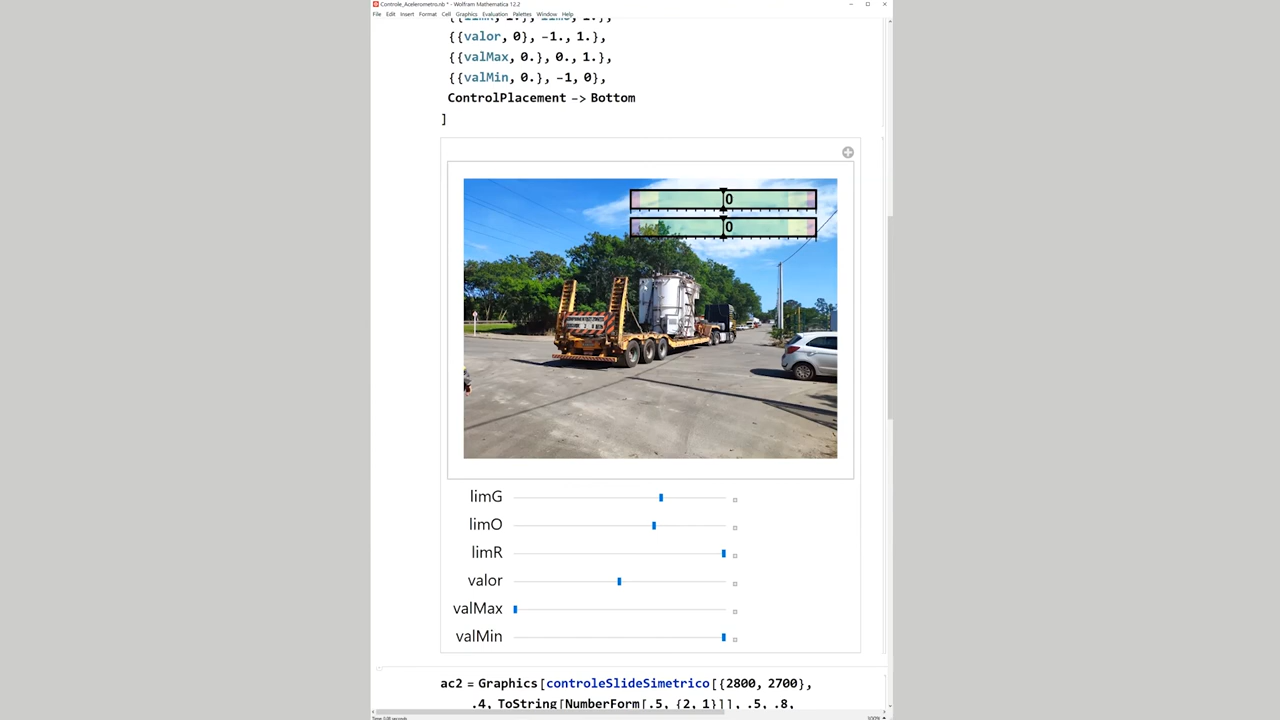 Controle_Acelerometro.nb * - Wolfram Mathematica 12.2
File Edit Insert Format Cell Graphics Evaluation Palettes Window Help
{{valor, 0}, -1., 1.},
{{valMax, 0.}, 0., 1.},
{{valMin, 0.}, -1, 0},
ControlPlacement -> Bottom
]
0
0
limG
limO
limR
valor
valMax
valMin
ac2 = Graphics[controleSlideSimetrico[{2800, 2700},
.4, ToString[NumberForm[.5, {2, 1}]], .5, .8,
100%